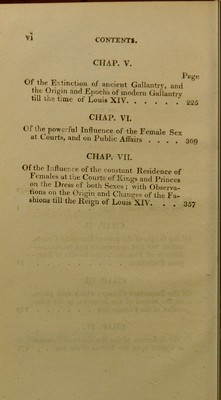 vi CONTENTS.
CHAP. V.
Page
Of the Extinction of ancient Gallantry, and
the Origin and Epochs of modern Gallantry
till the time of Louis XIV. . . . . . 225
CHAP. VI.
Of the powerful Influence of the Female Sex
at Courts, and on Public Affairs . . . . 309
CHAP. VII.
Of the Influence of the constant Residence of
Females at the Courts of Kings and Princes
on the Dress of both Sexes; with Observa-
tions on the Origin and Changes of the Fa-
shions till the Reign of Louis XIV. . . 357